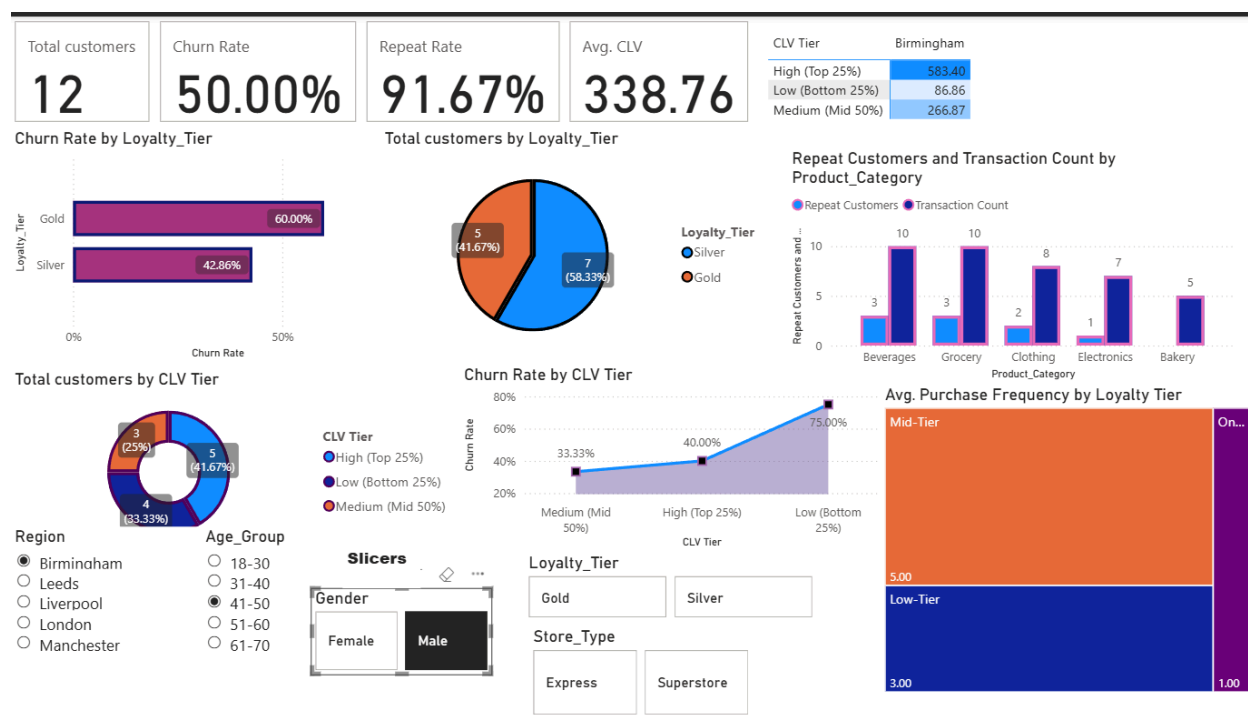 Total customers
12
Churn Rate
50.00%
Repeat Rate
91.67%
Avg. CLV
338.76
CLV Tier Birmingham
High (Top 25%) 583.40
Low (Bottom 25%) 86.86
Medium (Mid 50%) 266.87
Churn Rate by Loyalty_Tier
Loyalty_Tier
Gold
60.00%
Silver
42.86%
0% 50%
Churn Rate
Total customers by Loyalty_Tier
5
(41.67%)
7
(58.33%)
Loyalty_Tier
Silver
Gold
Repeat Customers and Transaction Count by
Product_Category
Repeat Customers Transaction Count
Repeat Customers and ...
10
5
0
3 10 3 10 2 8 1 7 5
Beverages Grocery Clothing Electronics Bakery
Product_Category
Total customers by CLV Tier
3
(25%)
5
(41.67%)
4
(33.33%)
CLV Tier
High (Top 25%)
Low (Bottom 25%)
Medium (Mid 50%)
Churn Rate by CLV Tier
Churn Rate
80%
60%
40%
20%
33.33%
40.00%
75.00%
Medium (Mid
50%)
High (Top 25%)
Low (Bottom
25%)
CLV Tier
Avg. Purchase Frequency by Loyalty Tier
Mid-Tier
5.00
Low-Tier
3.00
On...
1.00
Region
Birmingham
Leeds
Liverpool
London
Manchester
Age_Group
18-30
31-40
41-50
51-60
61-70
Slicers
Gender
Female Male
Loyalty_Tier
Gold Silver
Store_Type
Express Superstore